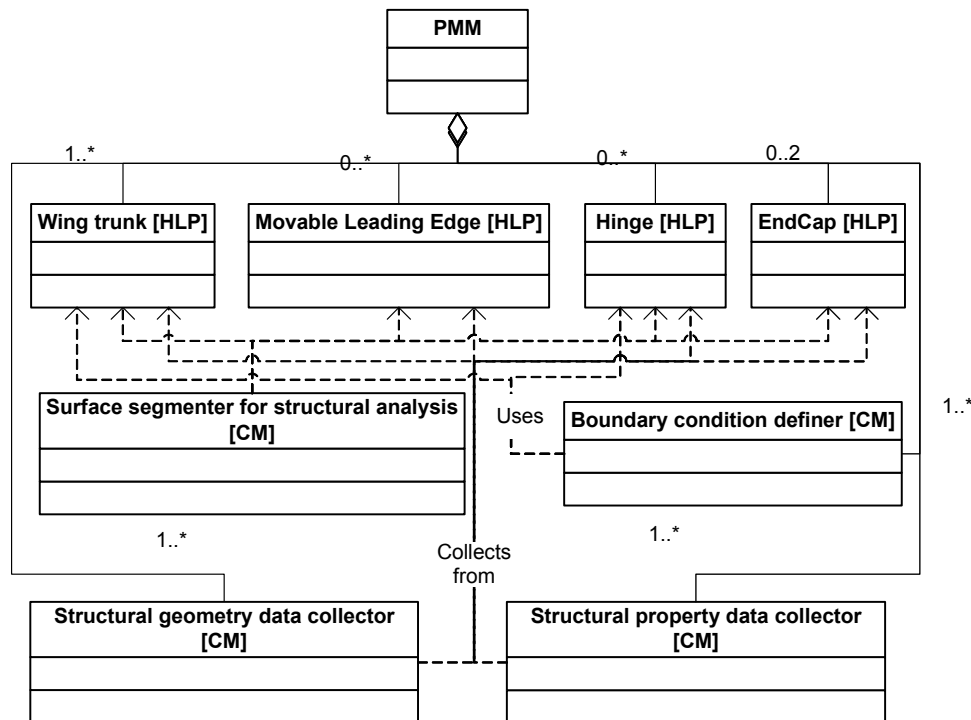 PMM
1..*
0..*
0..*
0..2
Wing trunk [HLP]
Movable Leading Edge [HLP]
Hinge [HLP]
EndCap [HLP]
Surface segmenter for structural analysis
[CM]
Uses
Boundary condition definer [CM]
1..*
1..*
1..*
Collects
from
Structural geometry data collector
[CM]
Structural property data collector
[CM]